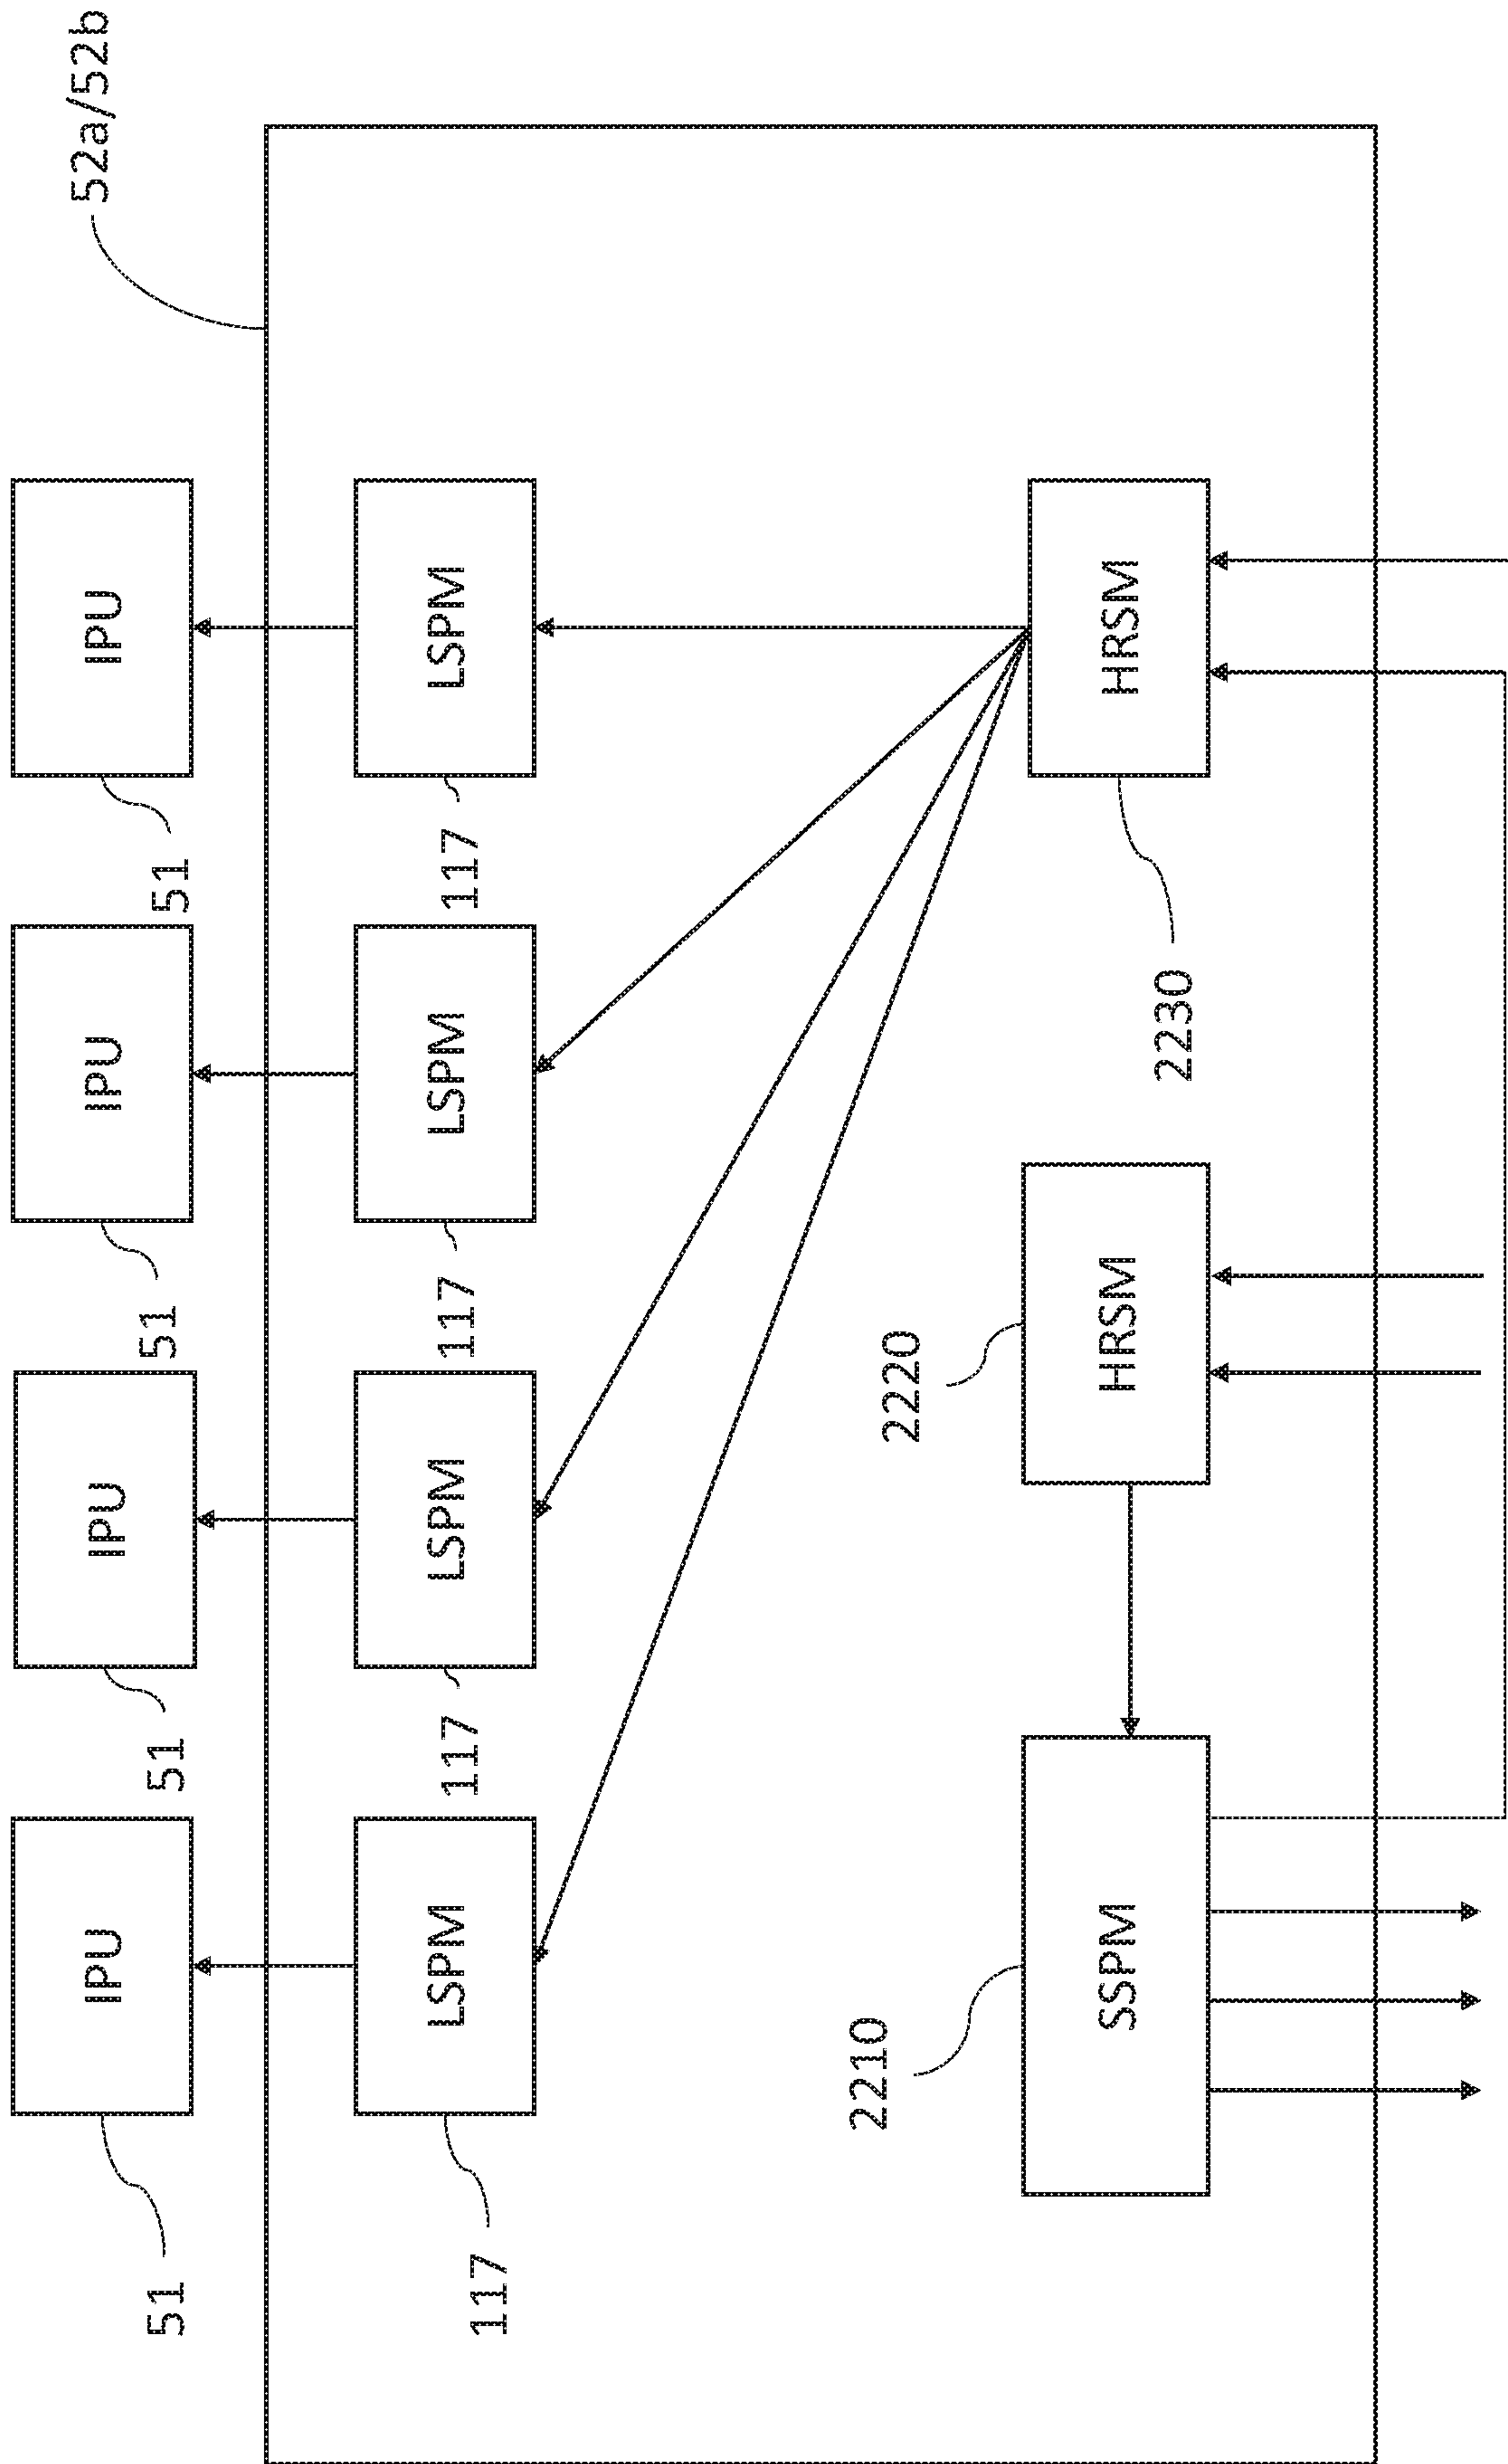 52a/52b
IPU
IPU
IPU
IPU
51
51
51
51
LSPM
LSPM
LSPM
LSPM
117
117
117
117
2210
2220
SSPM
HRSM
HRSM
2230